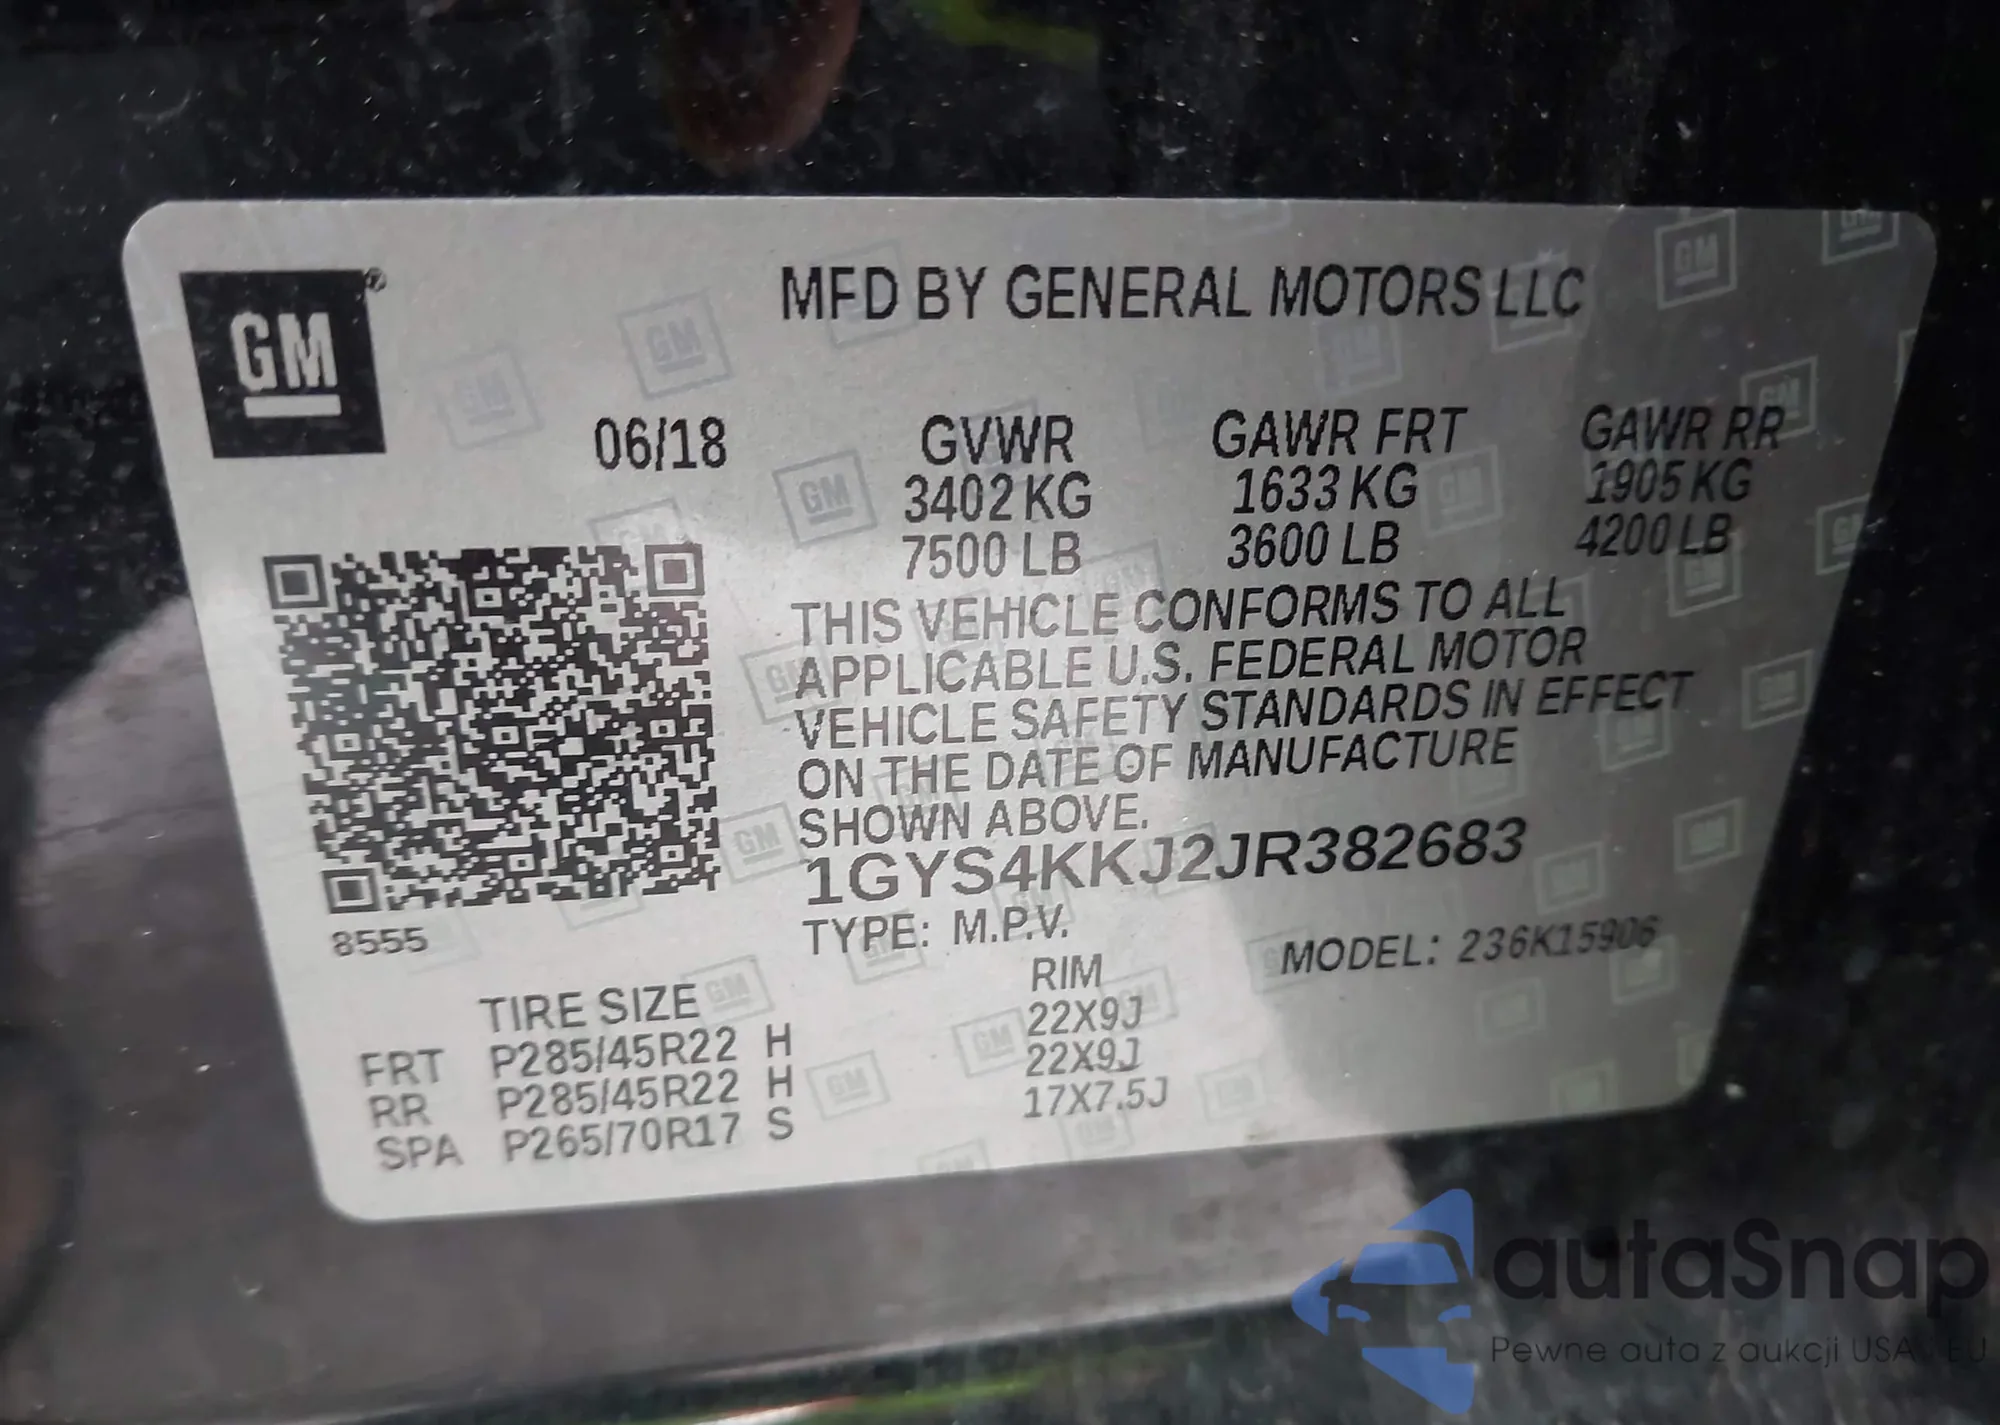 GM ®
MFD BY GENERAL MOTORS LLC
06/18 GVWR GAWR FRT GAWR RR
3402 KG 1633 KG 1905 KG
7500 LB 3600 LB 4200 LB
THIS VEHICLE CONFORMS TO ALL
APPLICABLE U.S. FEDERAL MOTOR
VEHICLE SAFETY STANDARDS IN EFFECT
ON THE DATE OF MANUFACTURE
SHOWN ABOVE.
1GYS4KKJ2JR382683
8555
TYPE: M.P.V. MODEL: 236K15906
TIRE SIZE RIM
FRT P285/45R22 H 22X9J
RR P285/45R22 H 22X9J
SPA P265/70R17 S 17X7.5J
autaSnap
Pewne auta z aukcji USA i EU